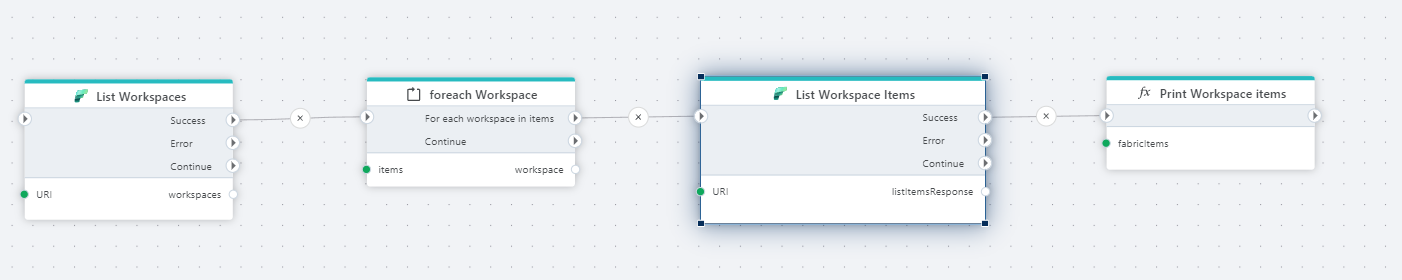 List Workspaces
Success
Error
Continue
URI
workspaces
foreach Workspace
For each workspace in items
Continue
items
workspace
List Workspace Items
Success
Error
Continue
URI
listItemsResponse
fx Print Workspace items
fabricItems